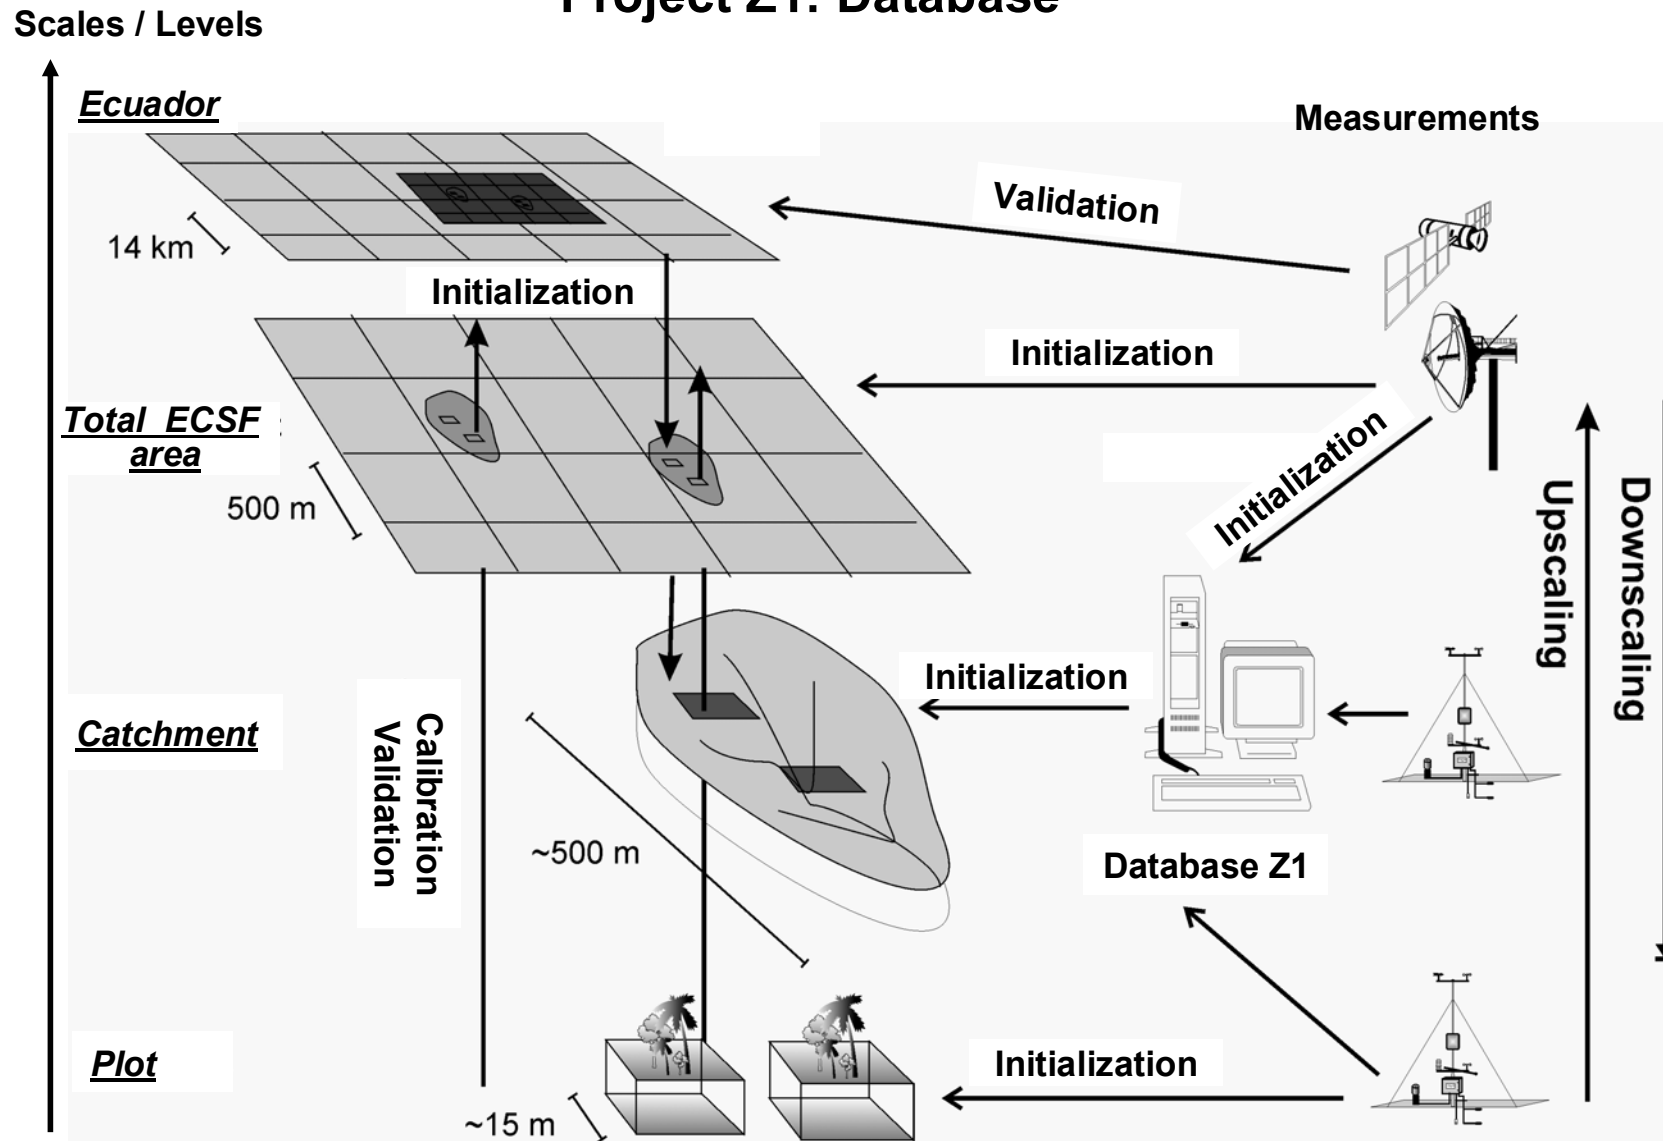 Project Z1: Database
Scales / Levels
Ecuador
Measurements
Validation
14 km
Initialization
Initialization
Total ECSF
area
Initialization
500 m
Upscaling
Downscaling
Initialization
Catchment
Calibration
Validation
~500 m
Database Z1
Plot
Initialization
~15 m